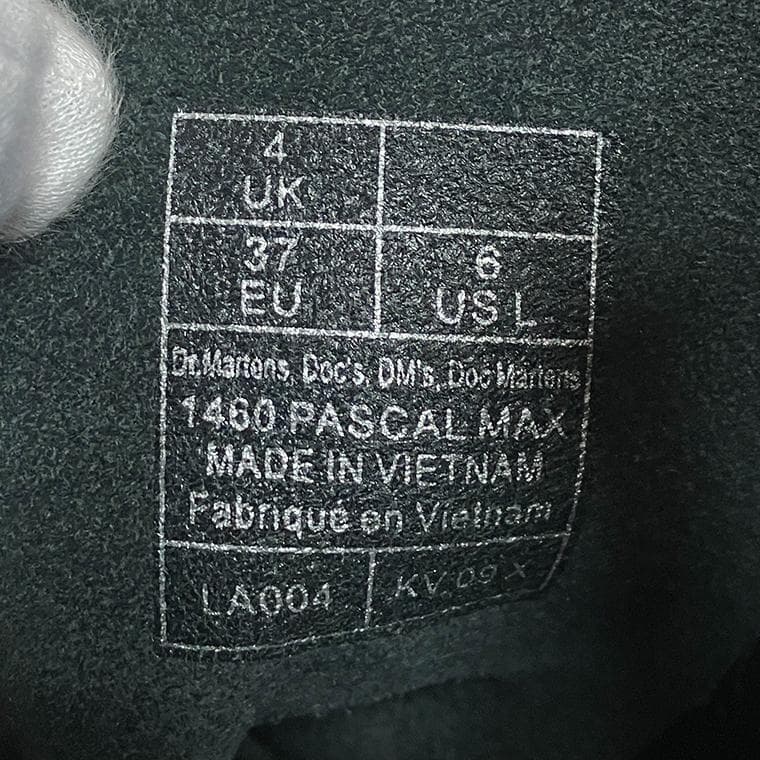 4
UK
37
EU
6
US L
Dr.Martens, Doc's, DM's, Doc Martens
1460 PASCAL MAX
MADE IN VIETNAM
Fabriqué en Vietnam
LA004
KV 09 X